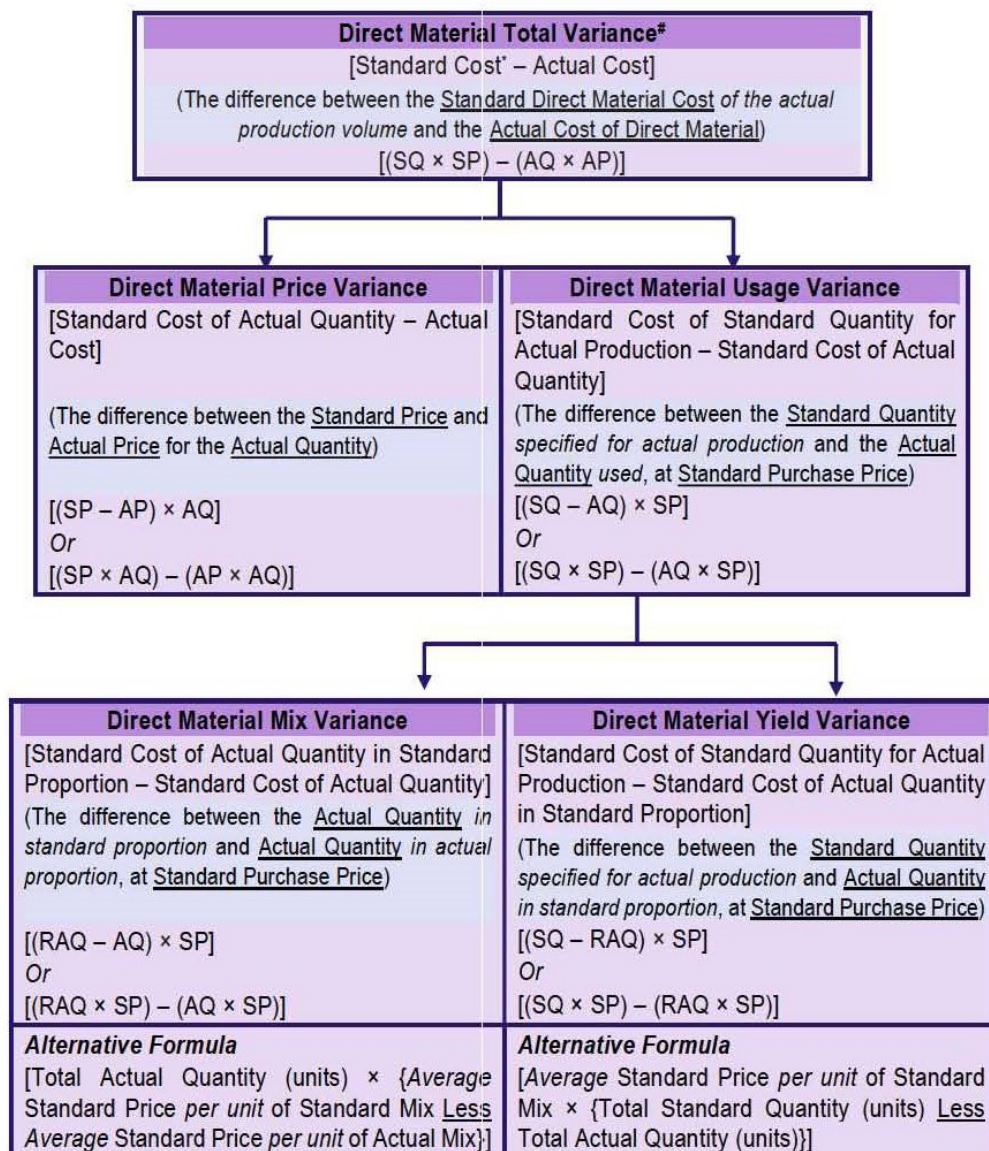 Direct Material Total Variance#
[Standard Cost* – Actual Cost]
(The difference between the Standard Direct Material Cost of the actual
production volume and the Actual Cost of Direct Material)
[(SQ × SP) – (AQ × AP)]
Direct Material Price Variance
[Standard Cost of Actual Quantity – Actual
Cost]
(The difference between the Standard Price and
Actual Price for the Actual Quantity)
[(SP – AP) × AQ]
Or
[(SP × AQ) – (AP × AQ)]
Direct Material Usage Variance
[Standard Cost of Standard Quantity for
Actual Production – Standard Cost of Actual
Quantity]
(The difference between the Standard Quantity
specified for actual production and the Actual
Quantity used, at Standard Purchase Price)
[(SQ – AQ) × SP]
Or
[(SQ × SP) – (AQ × SP)]
Direct Material Mix Variance
[Standard Cost of Actual Quantity in Standard
Proportion – Standard Cost of Actual Quantity]
(The difference between the Actual Quantity in
standard proportion and Actual Quantity in actual
proportion, at Standard Purchase Price)
[(RAQ – AQ) × SP]
Or
[(RAQ × SP) – (AQ × SP)]
Alternative Formula
[Total Actual Quantity (units) × {Average
Standard Price per unit of Standard Mix Less
Average Standard Price per unit of Actual Mix}]
Direct Material Yield Variance
[Standard Cost of Standard Quantity for Actual
Production – Standard Cost of Actual Quantity
in Standard Proportion]
(The difference between the Standard Quantity
specified for actual production and Actual Quantity
in standard proportion, at Standard Purchase Price)
[(SQ – RAQ) × SP]
Or
[(SQ × SP) – (RAQ × SP)]
Alternative Formula
[Average Standard Price per unit of Standard
Mix × {Total Standard Quantity (units) Less
Total Actual Quantity (units)}]